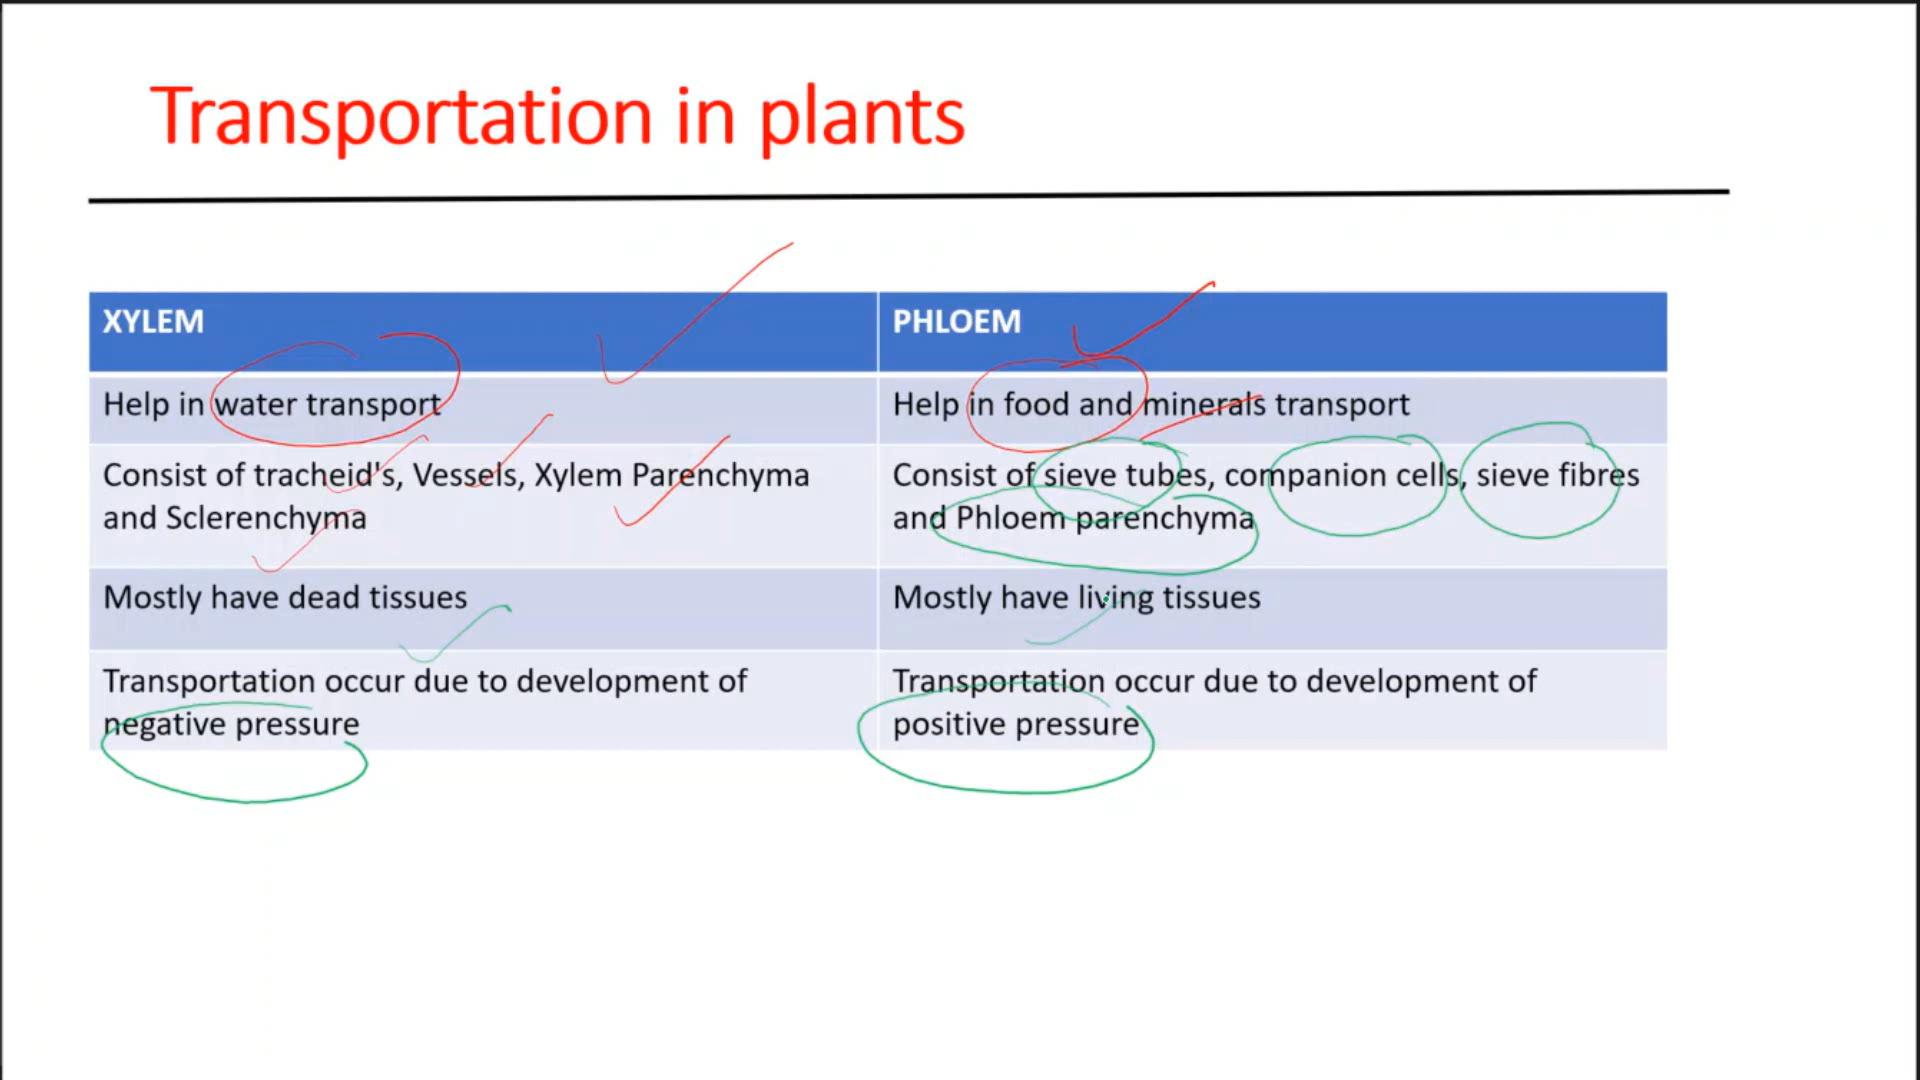 Transportation in plants
XYLEM
PHLOEM
Help in water transport
Help in food and minerals transport
Consist of tracheid's, Vessels, Xylem Parenchyma
and Sclerenchyma
Consist of sieve tubes, companion cells, sieve fibres
and Phloem parenchyma
Mostly have dead tissues
Mostly have living tissues
Transportation occur due to development of
negative pressure
Transportation occur due to development of
positive pressure